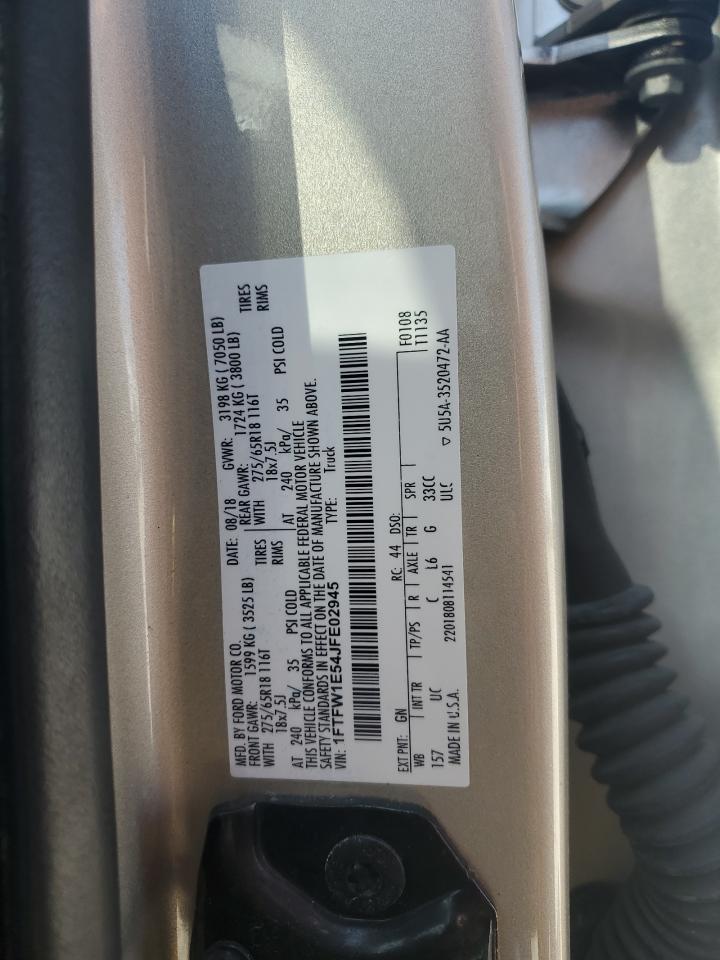 MFD. BY FORD MOTOR CO.
DATE: 08/18 GVWR: 3198 KG ( 7050 LB)
FRONT GAWR: 1599 KG ( 3525 LB) REAR GAWR: 1724 KG ( 3800 LB)
WITH 275/65R18 116T TIRES WITH 275/65R18 116T TIRES
18x7.5J RIMS 18x7.5J RIMS
AT 240 kPa/ 35 PSI COLD AT 240 kPa/ 35 PSI COLD
THIS VEHICLE CONFORMS TO ALL APPLICABLE FEDERAL MOTOR VEHICLE
SAFETY STANDARDS IN EFFECT ON THE DATE OF MANUFACTURE SHOWN ABOVE.
VIN: 1FTFW1E54JFE02945 TYPE: Truck
EXT PNT: GN RC: 44 DSO: F0108
WB INT TR TP/PS R AXLE TR SPR T1135
157 UC C L6 G 33CC
MADE IN U.S.A. 2201808114541 ULC ▽ 5U5A-3520472-AA